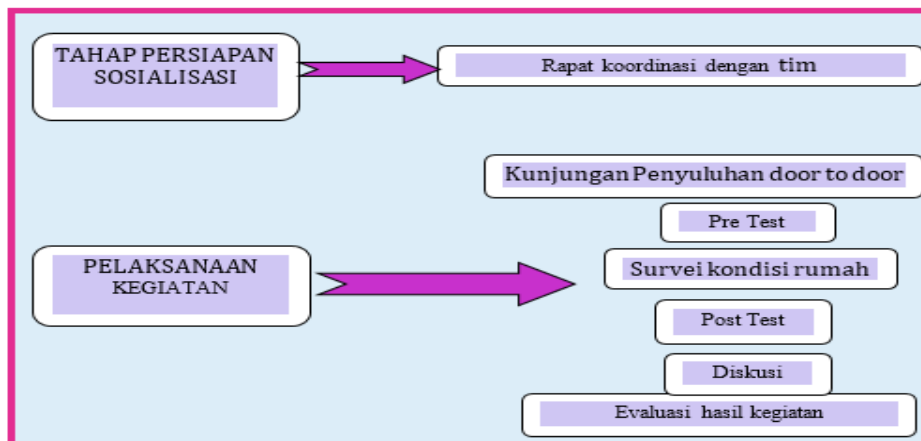 TAHAP PERSIAPAN
SOSIALISASI
Rapat koordinasi dengan tim
Kunjungan Penyuluhan door to door
Pre Test
PELAKSANAAN
KEGIATAN
Survei kondisi rumah
Post Test
Diskusi
Evaluasi hasil kegiatan